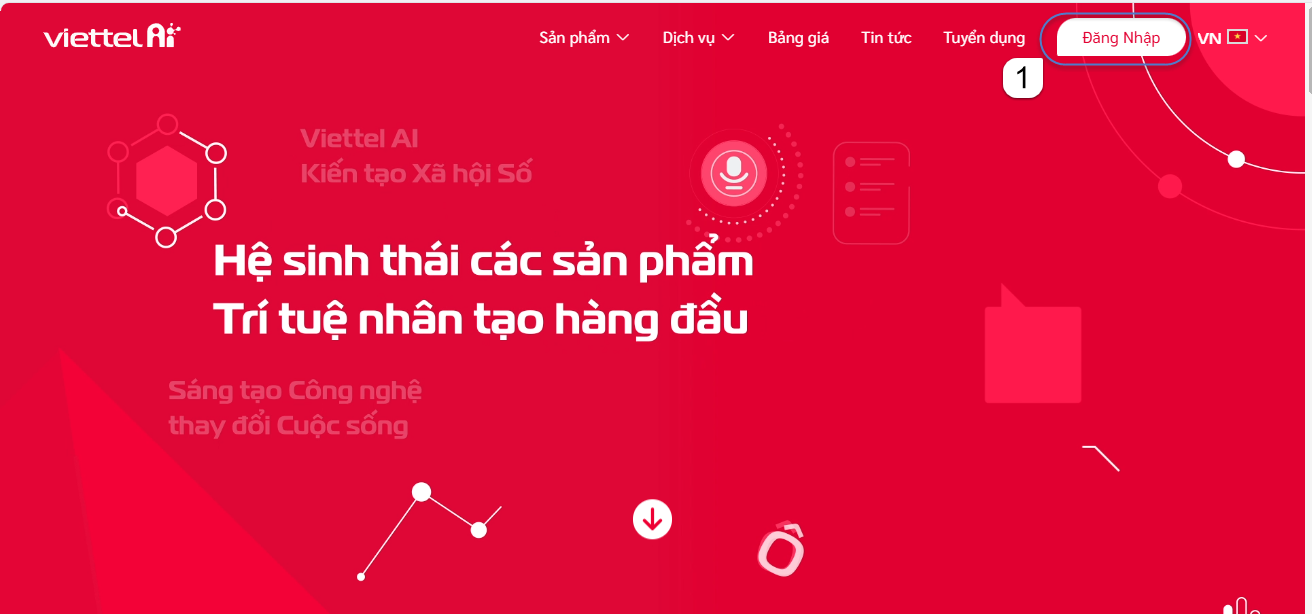 viettel Ai
Sản phẩm
Dịch vụ
Bảng giá
Tin tức
Tuyển dụng
Đăng Nhập
VN
1
Viettel AI
Kiến tạo Xã hội Số
Hệ sinh thái các sản phẩm
Trí tuệ nhân tạo hàng đầu
Sáng tạo Công nghệ
thay đổi Cuộc sống
Ô